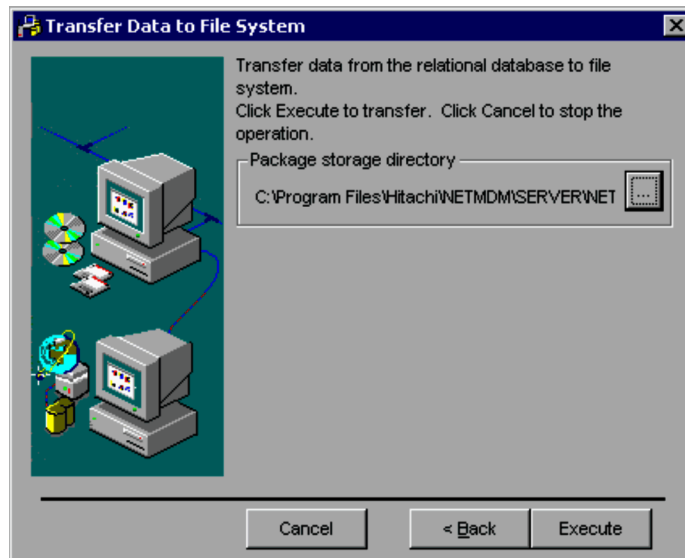 Transfer Data to File System
Transfer data from the relational database to file
system.
Click Execute to transfer. Click Cancel to stop the
operation.
Package storage directory
C:\Program Files\Hitachi\NETMDM\SERVER\NET
...
Cancel
< Back
Execute